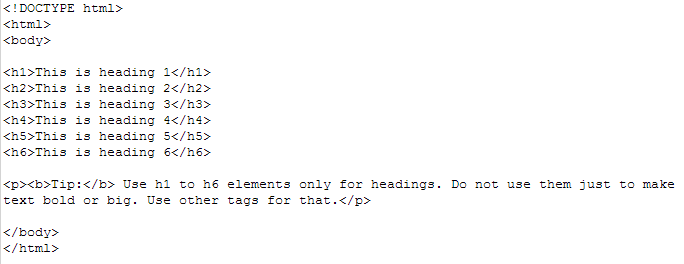 <!DOCTYPE html>
<html>
<body>
<h1>This is heading 1</h1>
<h2>This is heading 2</h2>
<h3>This is heading 3</h3>
<h4>This is heading 4</h4>
<h5>This is heading 5</h5>
<h6>This is heading 6</h6>
<p><b>Tip:</b> Use h1 to h6 elements only for headings. Do not use them just to make
text bold or big. Use other tags for that.</p>
</body>
</html>